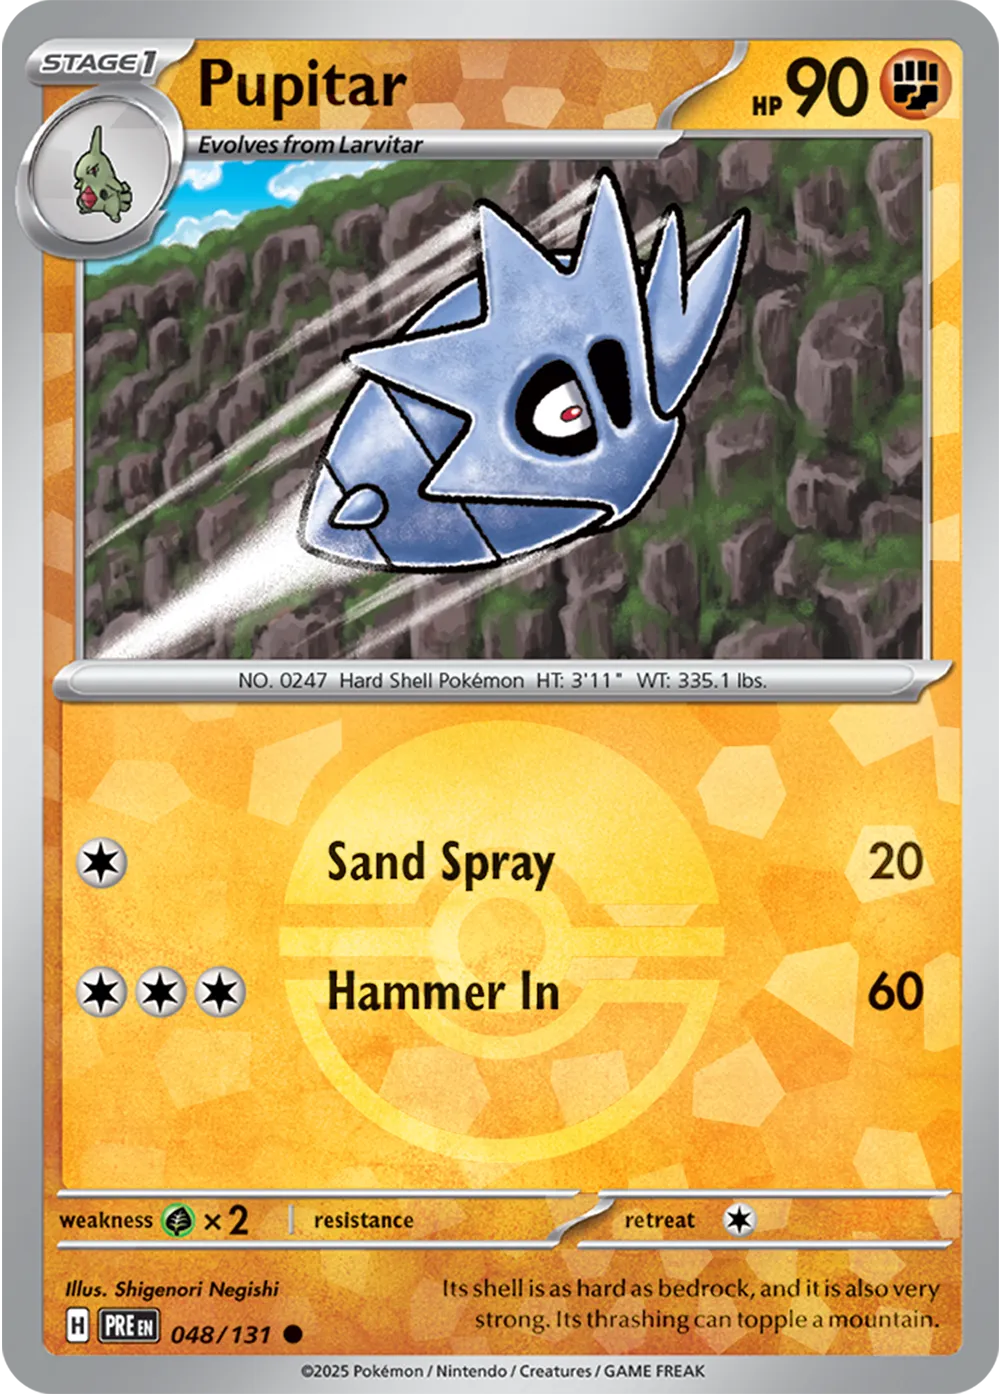 STAGE1
Pupitar
HP 90
Evolves from Larvitar
NO. 0247 Hard Shell Pokémon HT: 3'11" WT: 335.1 lbs.
Sand Spray 20
Hammer In 60
weakness ×2 resistance retreat
Illus. Shigenori Negishi
Its shell is as hard as bedrock, and it is also very
strong. Its thrashing can topple a mountain.
H PRE EN 048/131
©2025 Pokémon / Nintendo / Creatures / GAME FREAK